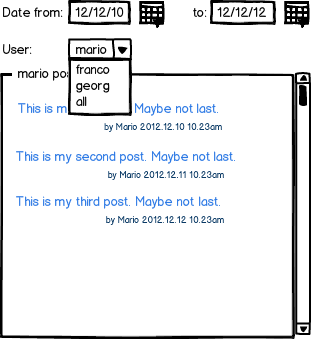 Date from: 12/12/10 to: 12/12/12
User: mario
franco
georg
all
mario pos
This is m Maybe not last.
by Mario 2012.12.10 10.23am
This is my second post. Maybe not last.
by Mario 2012.12.11 10.23am
This is my third post. Maybe not last.
by Mario 2012.12.12 10.23am